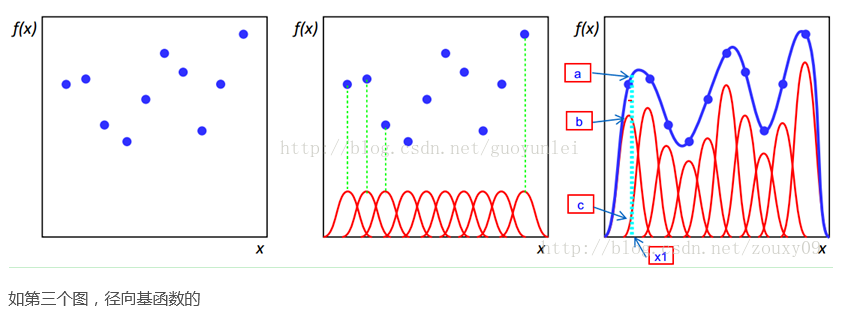 f(x)
x
f(x)
x
http://blog.csdn.net/guoyunlei
f(x)
a
b
c
x1
x
http://blog.csdn.net/zouxy09
如第三个图，径向基函数的